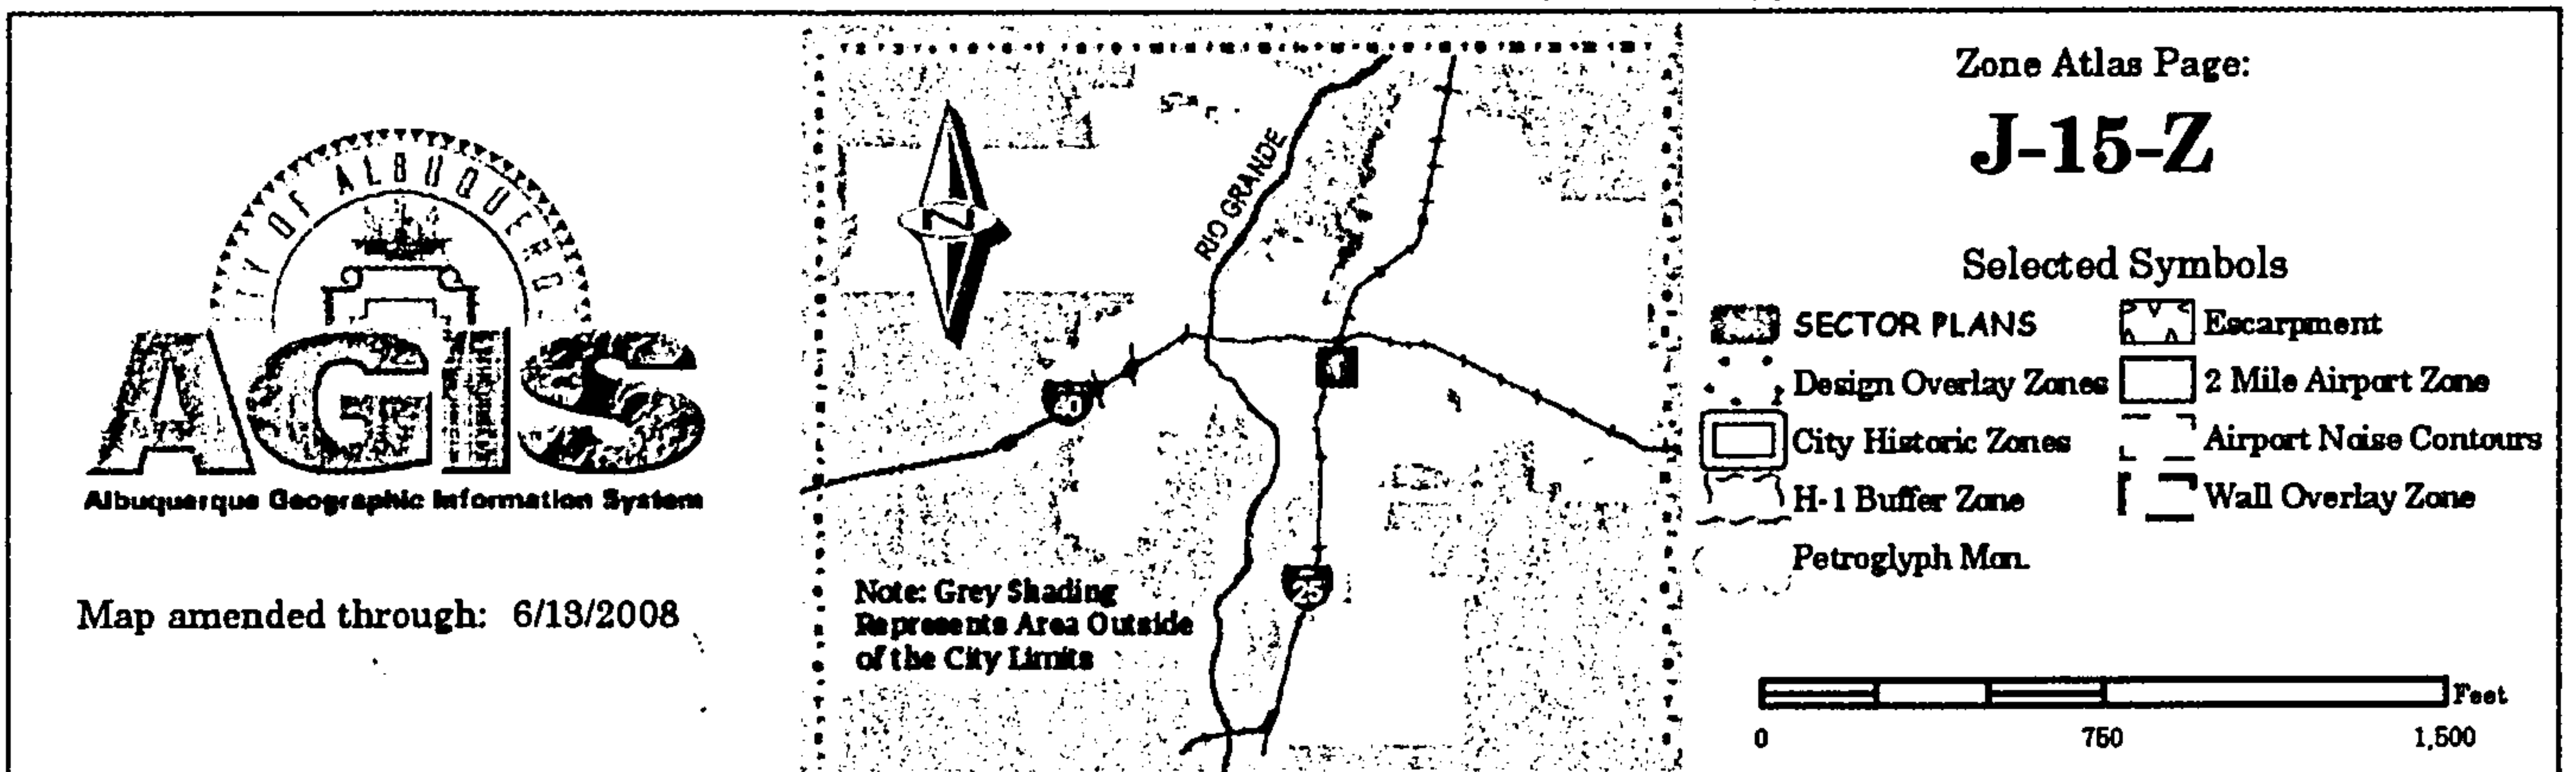 CITY OF ALBUQUERQUE
AGIS
Albuquerque Geographic Information System
Map amended through: 6/13/2008
N
RIO GRANDE
40
25
Note: Grey Shading
Represents Area Outside
of the City Limits
Zone Atlas Page:
J-15-Z
Selected Symbols
SECTOR PLANS
Escarpment
Design Overlay Zones
2 Mile Airport Zone
City Historic Zones
Airport Noise Contours
H-1 Buffer Zone
Wall Overlay Zone
Petroglyph Mon.
Feet
0
750
1,500